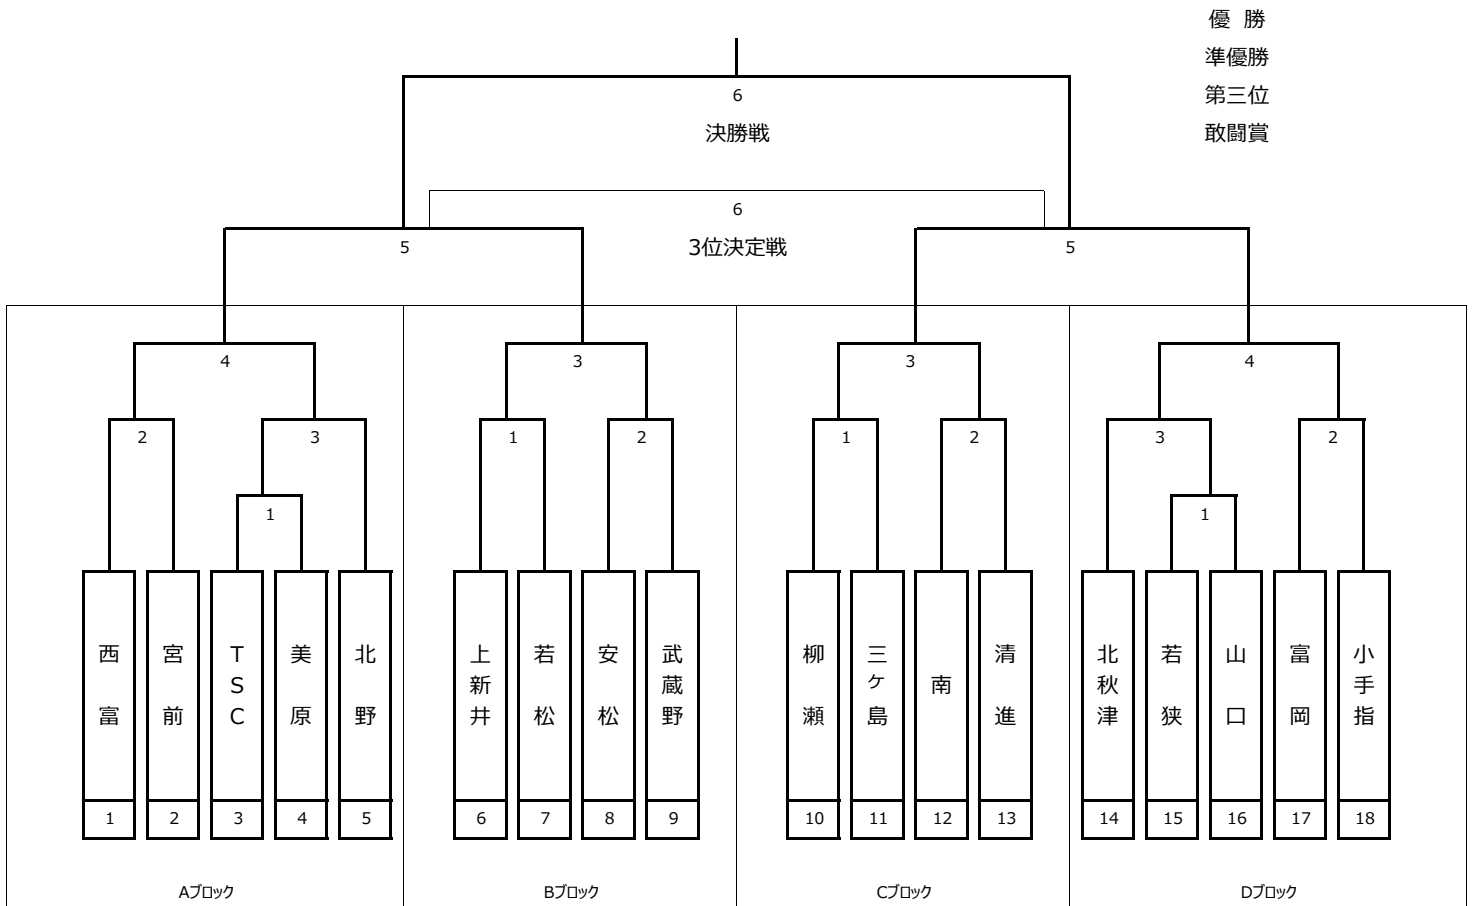 優 勝
準優勝
6
第三位
決勝戦
敢闘賞
6
5
3位決定戦
5
4
3
3
4
2
3
1
2
1
2
3
2
1
1
西富
宮前
TSC
美原
北野
上新井
若松
安松
武蔵野
柳瀬
三ケ島
南
清進
北秋津
若狭
山口
富岡
小手指
1
2
3
4
5
6
7
8
9
10
11
12
13
14
15
16
17
18
Aブロック
Bブロック
Cブロック
Dブロック